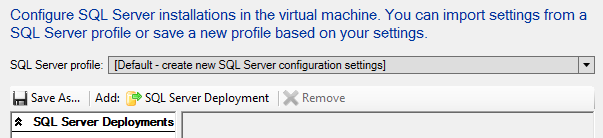 Configure SQL Server installations in the virtual machine. You can import settings from a
SQL Server profile or save a new profile based on your settings.
SQL Server profile: [Default - create new SQL Server configuration settings]
Save As... Add: SQL Server Deployment Remove
SQL Server Deployments